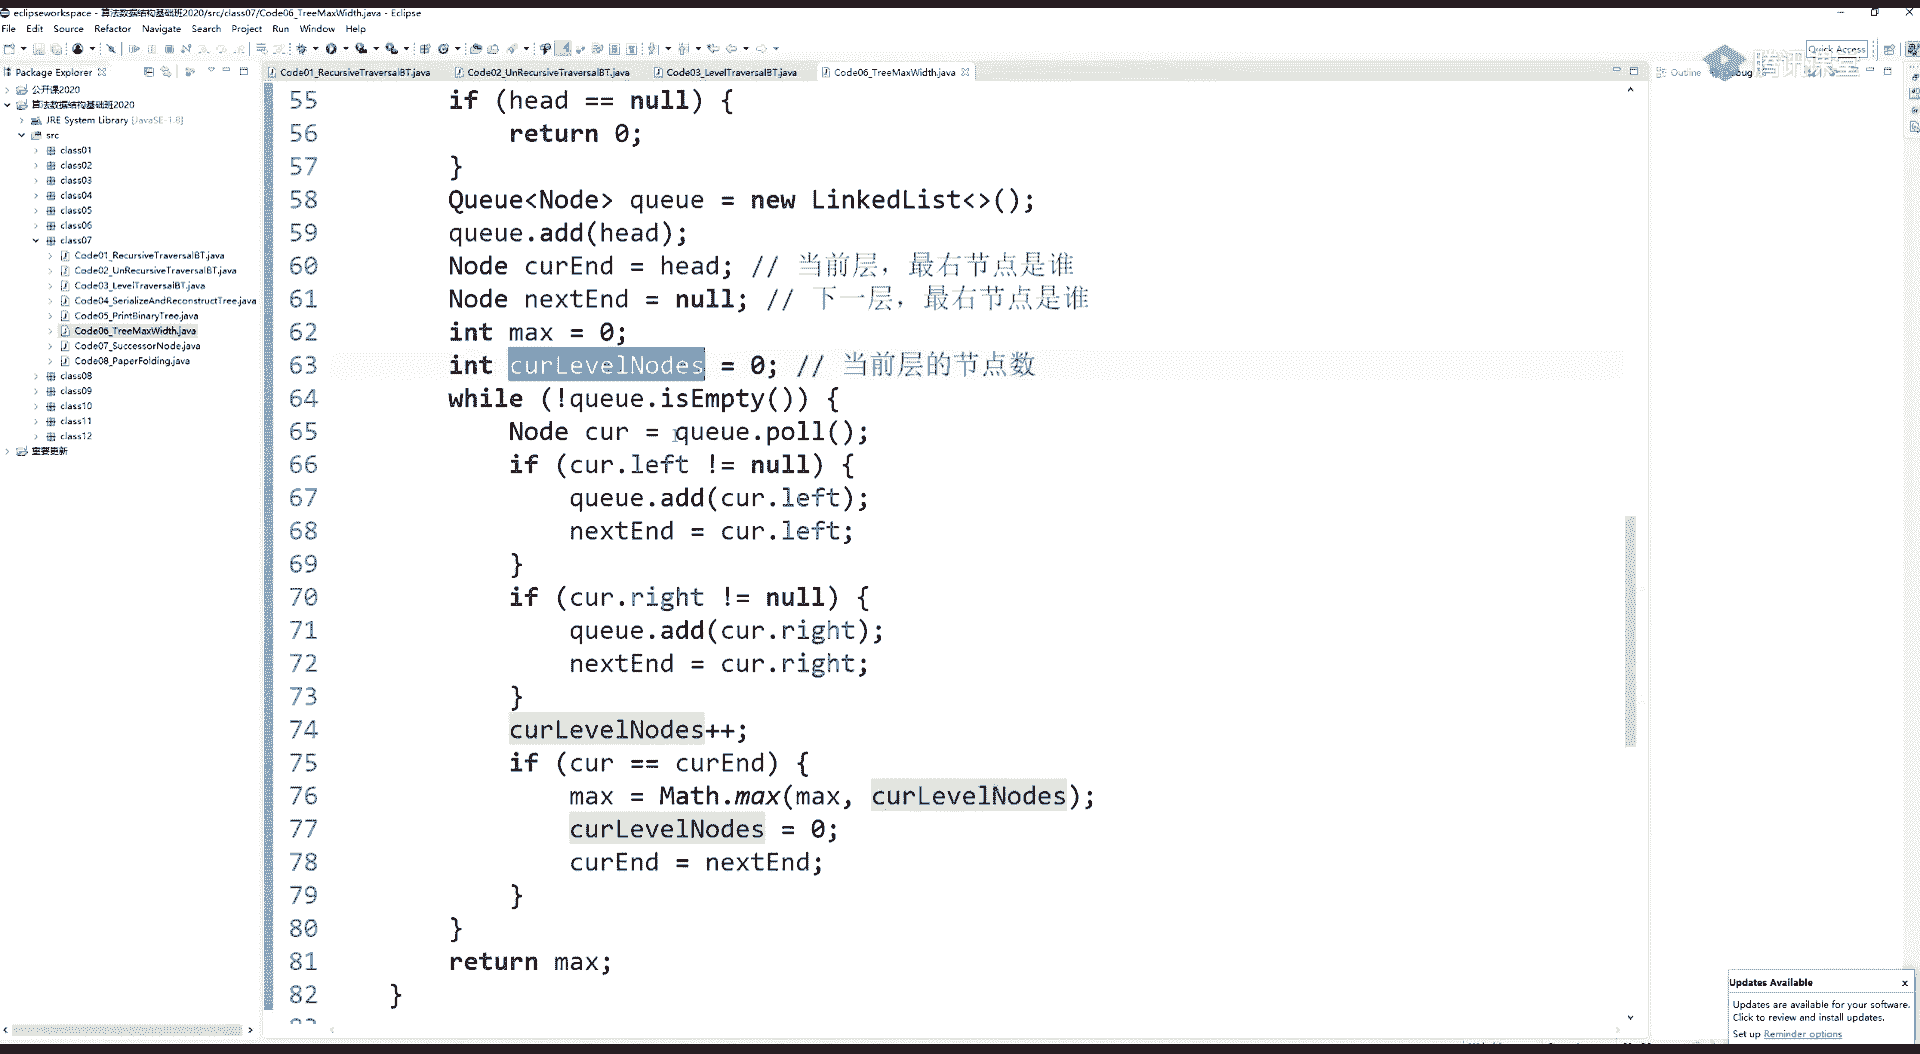 eclipseworkspace - 算法数据结构基础班2020/src/class07/Code06_TreeMaxWidth.java - Eclipse
File Edit Source Refactor Navigate Search Project Run Window Help
Quick Access
腾讯课堂
Package Explorer
Code01_RecursiveTraversalBT.java
Code02_UnRecursiveTraversalBT.java
Code03_LevelTraversalBT.java
Code06_TreeMaxWidth.java
Outline
公开课2020
算法数据结构基础班2020
JRE System Library [JavaSE-1.8]
src
class01
class02
class03
class04
class05
class06
class07
Code01_RecursiveTraversalBT.java
Code02_UnRecursiveTraversalBT.java
Code03_LevelTraversalBT.java
Code04_SerializeAndReconstructTree.java
Code05_PrintBinaryTree.java
Code06_TreeMaxWidth.java
Code07_SuccessorNode.java
Code08_PaperFolding.java
class08
class09
class10
class11
class12
重要更新
55 if (head == null) {
56 return 0;
57 }
58 Queue<Node> queue = new LinkedList<>();
59 queue.add(head);
60 Node curEnd = head; // 当前层，最右节点是谁
61 Node nextEnd = null; // 下一层，最右节点是谁
62 int max = 0;
63 int curLevelNodes = 0; // 当前层的节点数
64 while (!queue.isEmpty()) {
65 Node cur = queue.poll();
66 if (cur.left != null) {
67 queue.add(cur.left);
68 nextEnd = cur.left;
69 }
70 if (cur.right != null) {
71 queue.add(cur.right);
72 nextEnd = cur.right;
73 }
74 curLevelNodes++;
75 if (cur == curEnd) {
76 max = Math.max(max, curLevelNodes);
77 curLevelNodes = 0;
78 curEnd = nextEnd;
79 }
80 }
81 return max;
82 }
Updates Available x
Updates are available for your software.
Click to review and install updates.
Set up Reminder options